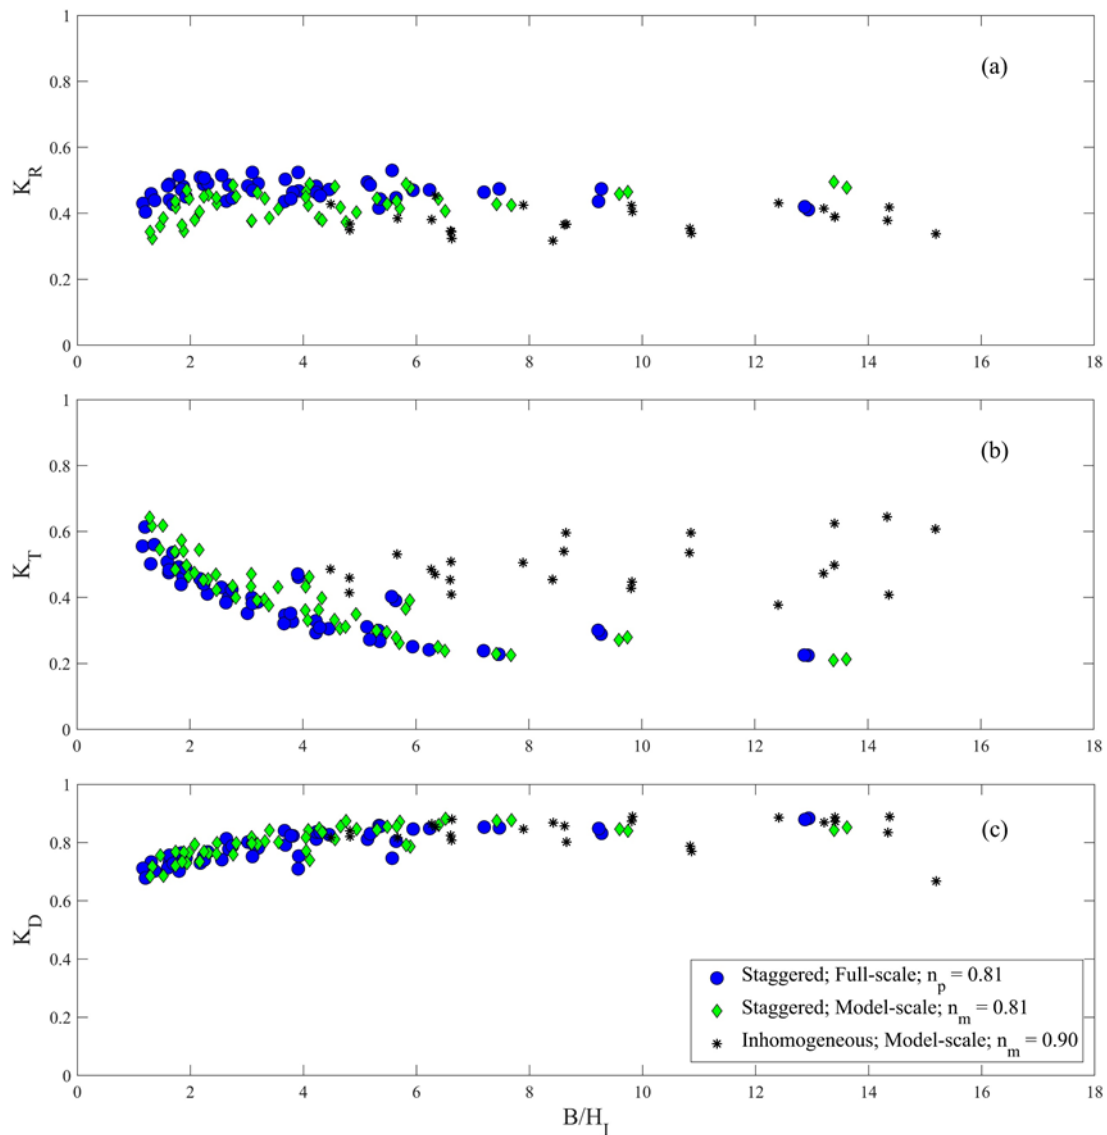 1
0.8
0.6
0.4
0.2
0
K_R
(a)
0 2 4 6 8 10 12 14 16 18
1
0.8
0.6
0.4
0.2
0
K_T
(b)
0 2 4 6 8 10 12 14 16 18
1
0.8
0.6
0.4
0.2
0
K_D
(c)
Staggered; Full-scale; n_p = 0.81
Staggered; Model-scale; n_m = 0.81
Inhomogeneous; Model-scale; n_m = 0.90
0 2 4 6 8 10 12 14 16 18
B/H_I